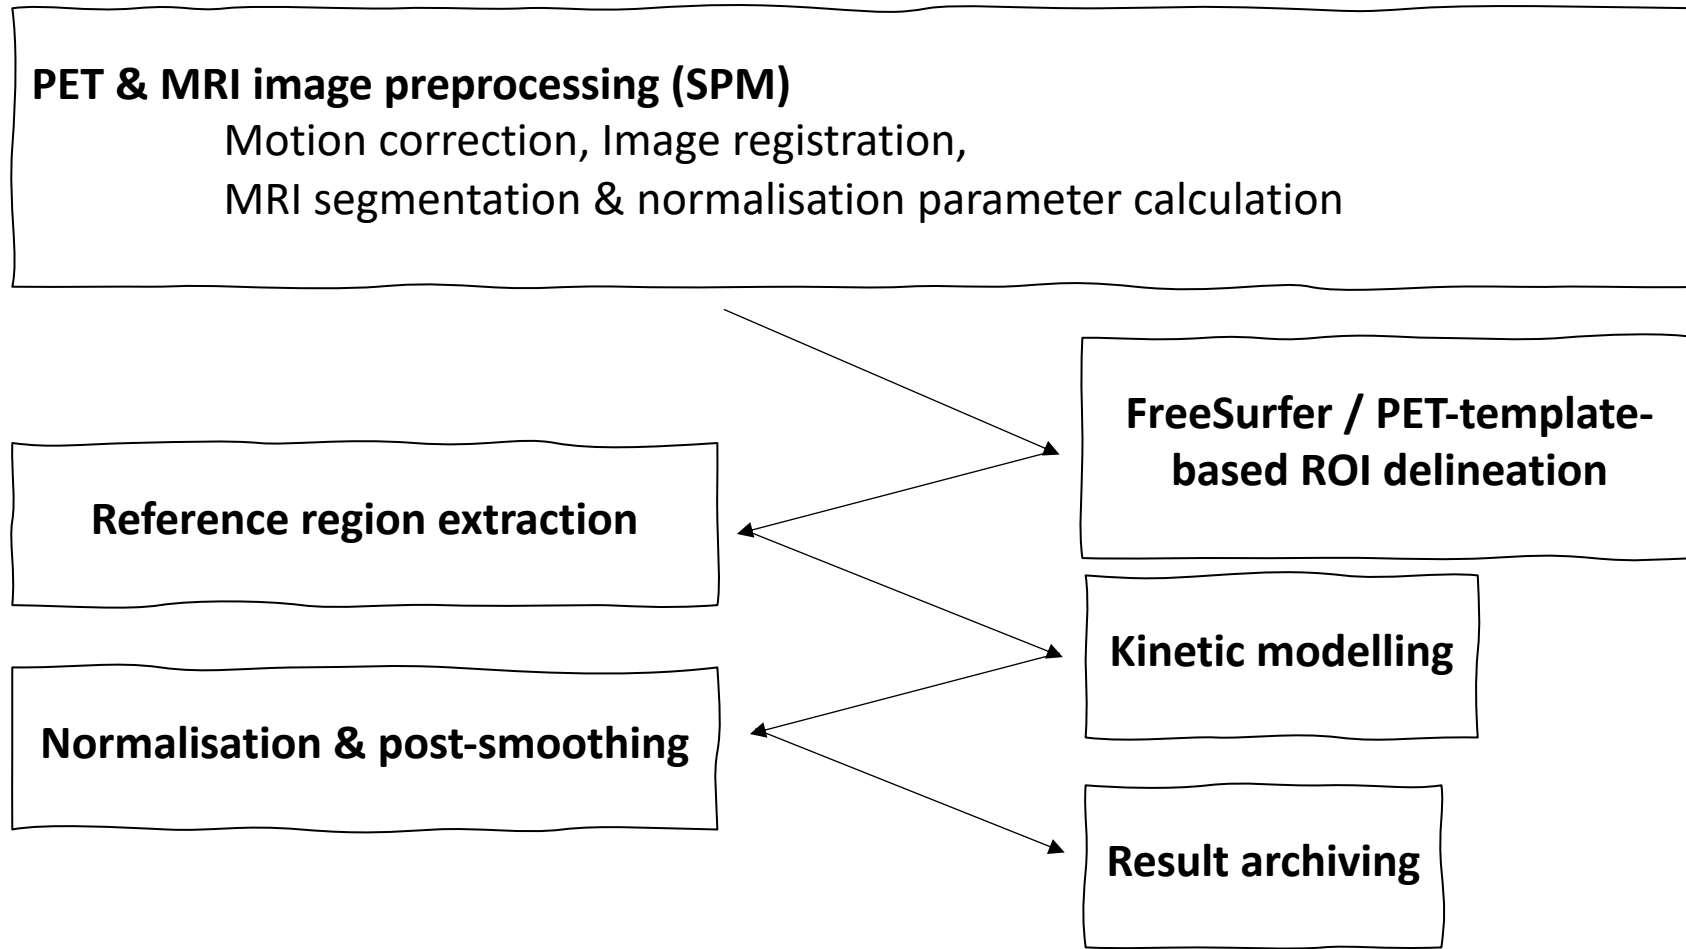 PET & MRI image preprocessing (SPM)
Motion correction, Image registration,
MRI segmentation & normalisation parameter calculation
FreeSurfer / PET-template-
based ROI delineation
Reference region extraction
Kinetic modelling
Normalisation & post-smoothing
Result archiving